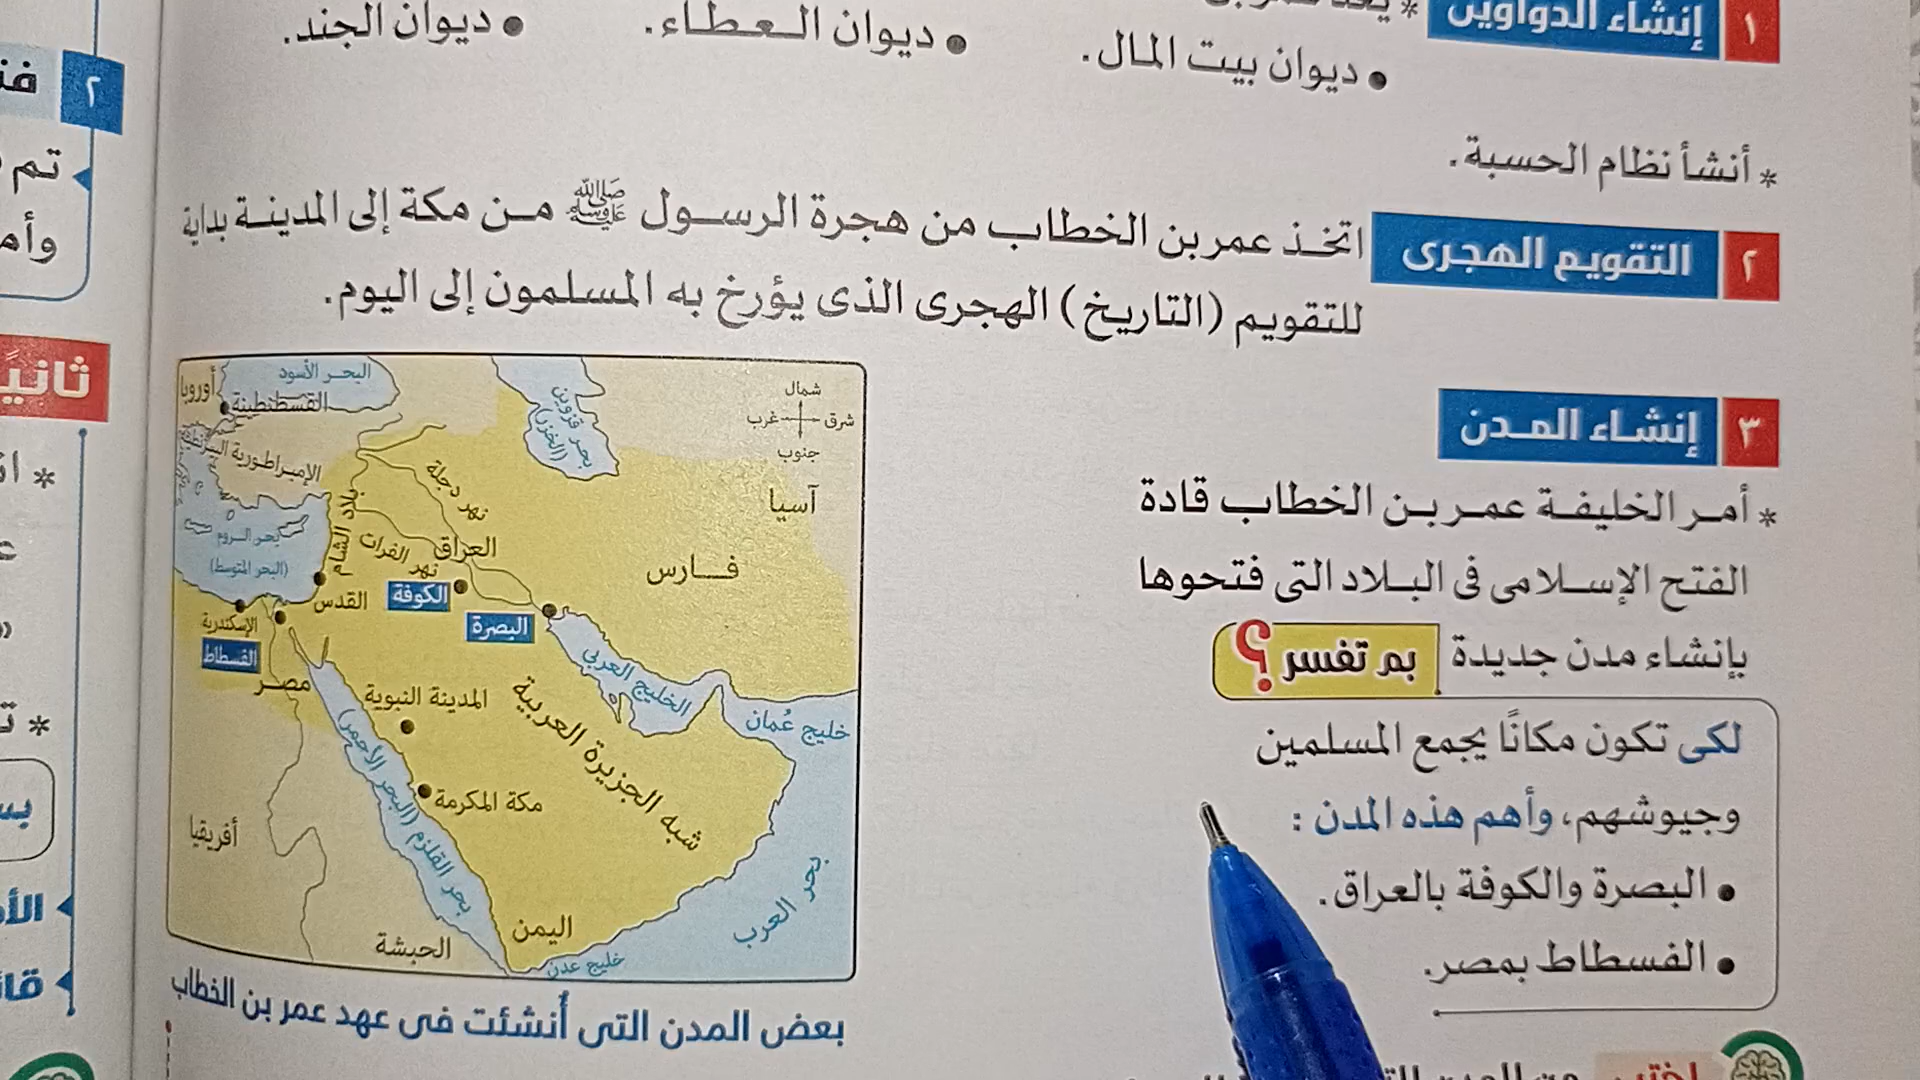 ١ إنشاء الدواوين *
• ديوان بيت المال. • ديوان العطاء. • ديوان الجند.
* أنشأ نظام الحسبة.
٢ التقويم الهجرى اتخذ عمر بن الخطاب من هجرة الرسول ﷺ من مكة إلى المدينة بداية
للتقويم (التاريخ) الهجرى الذى يؤرخ به المسلمون إلى اليوم.
٣ إنشاء المدن
* أمر الخليفة عمر بن الخطاب قادة
الفتح الإسلامى فى البلاد التى فتحوها
بإنشاء مدن جديدة بم تفسر ؟
لكى تكون مكانًا يجمع المسلمين
وجيوشهم، وأهم هذه المدن :
• البصرة والكوفة بالعراق.
• الفسطاط بمصر.
شمال
شرق غرب
جنوب
البحر الأسود
أوروبا
القسطنطينية
بحر قزوين
(الخزر)
الإمبراطورية البيزنطية
آسيا
نهر دجلة
بلاد الشام
العراق
نهر الفرات
فارس
بحر الروم
(البحر المتوسط)
الكوفة
القدس
البصرة
الإسكندرية
الفسطاط
مصر
الخليج العربي
المدينة النبوية
شبه الجزيرة العربية
خليج عُمان
بحر القلزم (البحر الأحمر)
مكة المكرمة
أفريقيا
بحر العرب
اليمن
الحبشة
خليج عدن
بعض المدن التى أُنشئت فى عهد عمر بن الخطاب
٢
تم
ثانيًا